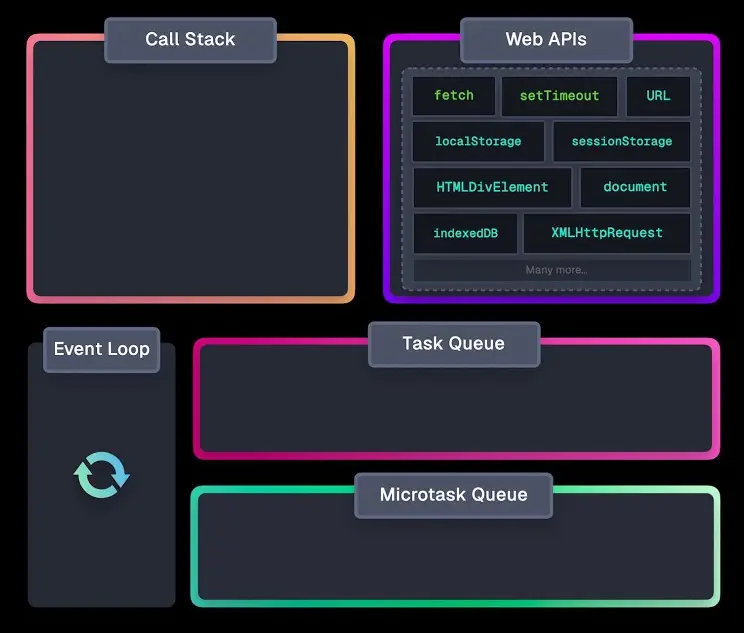 Call Stack
Web APIs
fetch
setTimeout
URL
localStorage
sessionStorage
HTMLDivElement
document
indexedDB
XMLHttpRequest
Many more..
Event Loop
Task Queue
Microtask Queue